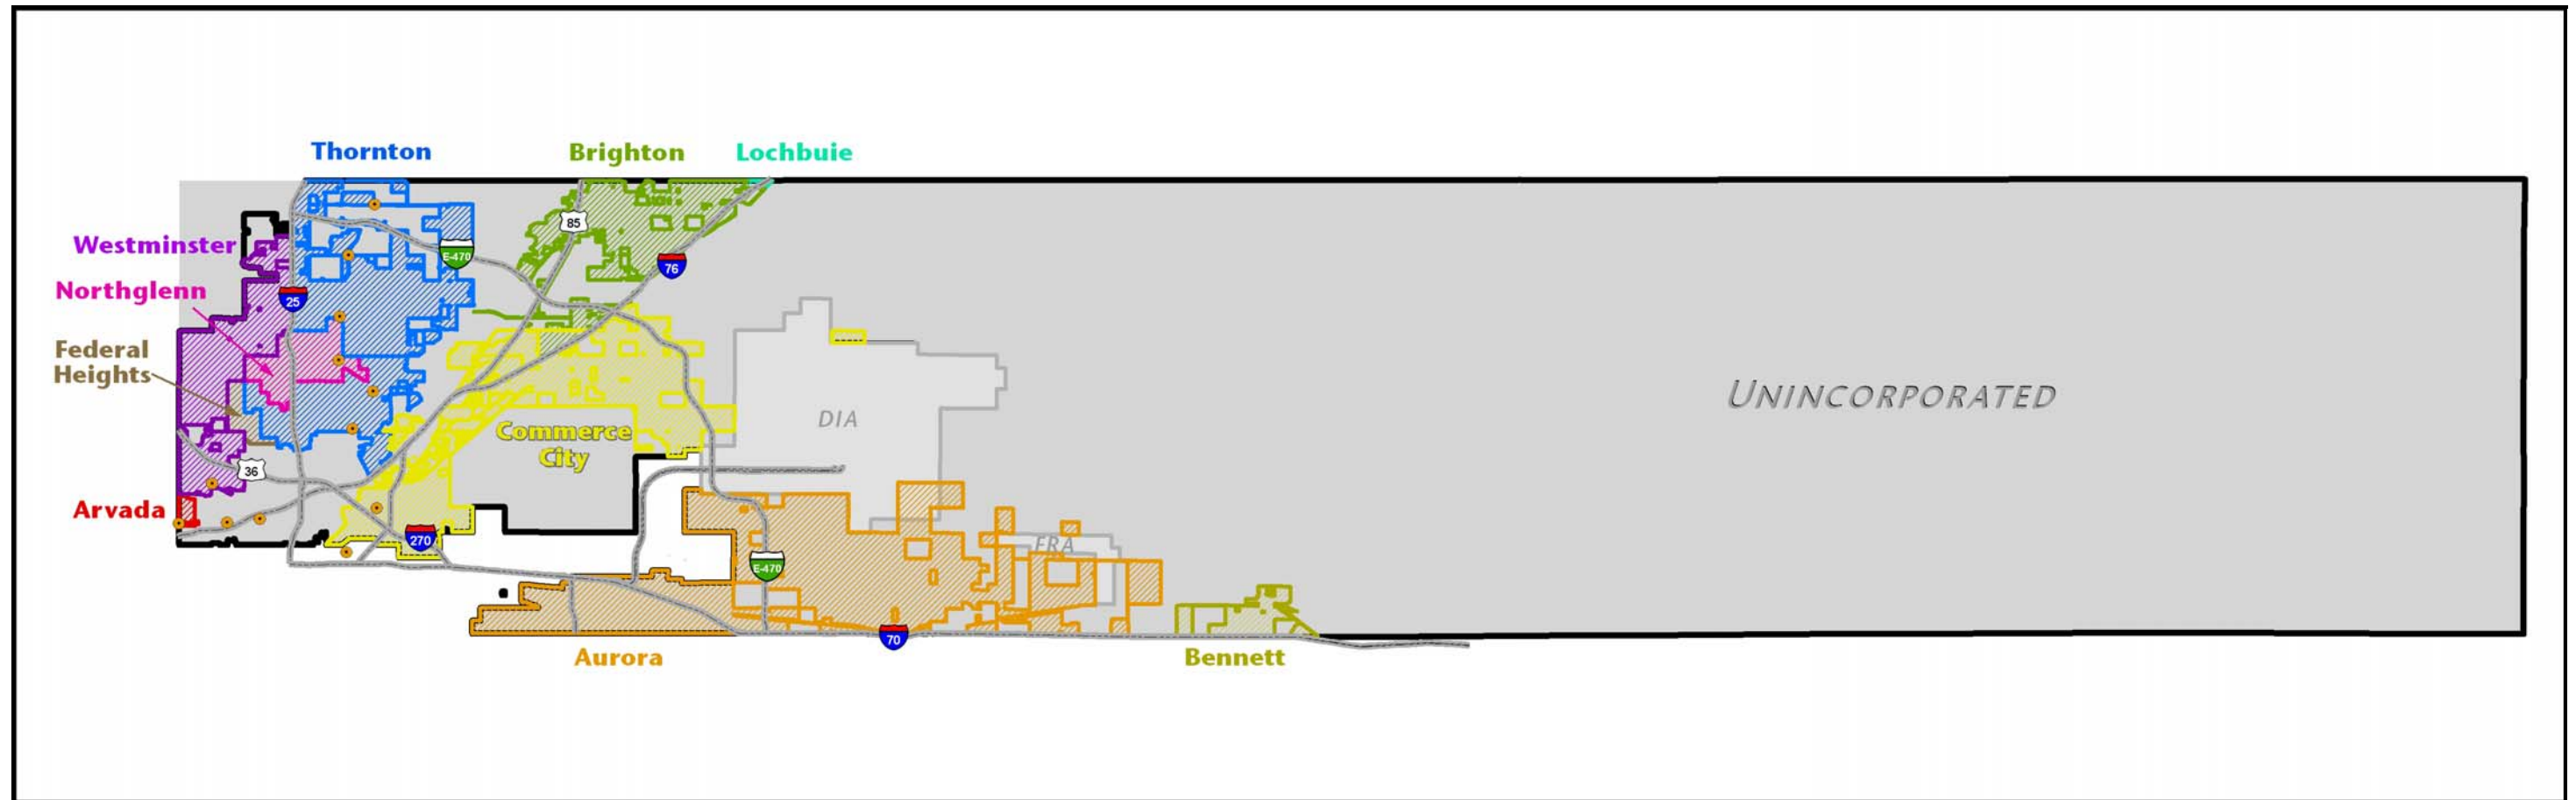 Thornton
Brighton
Lochbuie
85
Westminster
E-470
76
Northglenn
25
Federal
Heights
UNINCORPORATED
DIA
Commerce
City
36
Arvada
270
FRA
E-470
70
Aurora
Bennett